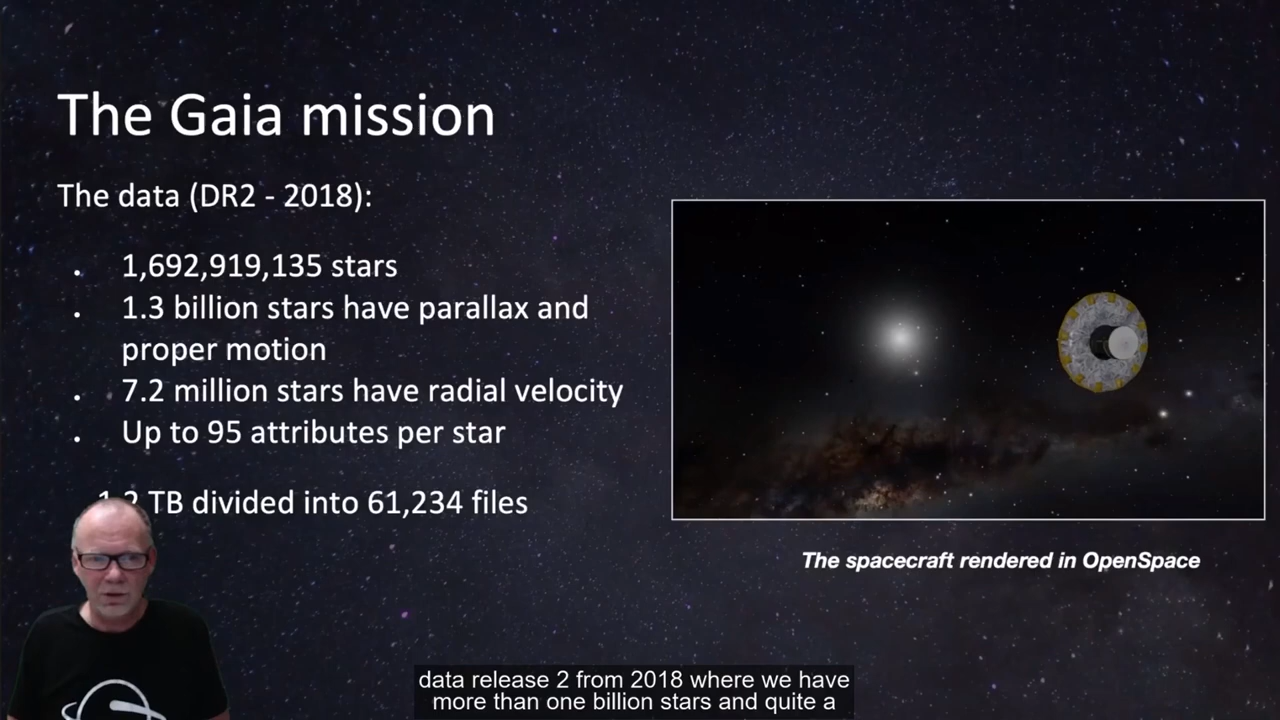 The Gaia mission
The data (DR2 - 2018):
1,692,919,135 stars
1.3 billion stars have parallax and
proper motion
7.2 million stars have radial velocity
Up to 95 attributes per star
TB divided into 61,234 files
The spacecraft rendered in OpenSpace
data release 2 from 2018 where we have
more than one billion stars and quite a